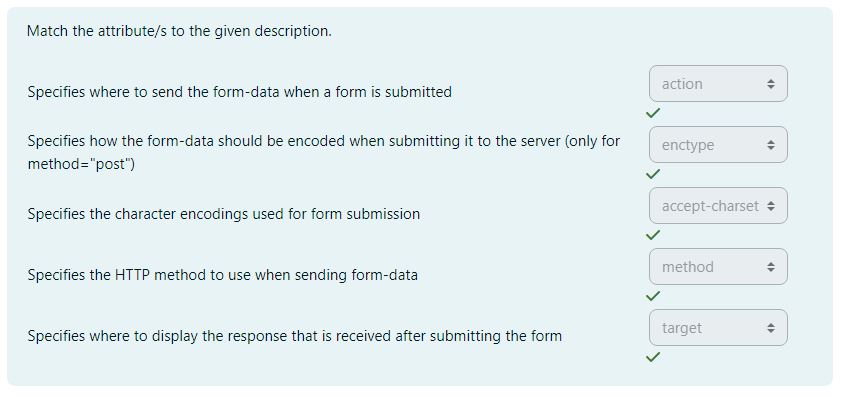 Match the attribute/s to the given description.
Specifies where to send the form-data when a form is submitted
action
Specifies how the form-data should be encoded when submitting it to the server (only for
method="post")
enctype
Specifies the character encodings used for form submission
accept-charset
Specifies the HTTP method to use when sending form-data
method
Specifies where to display the response that is received after submitting the form
target